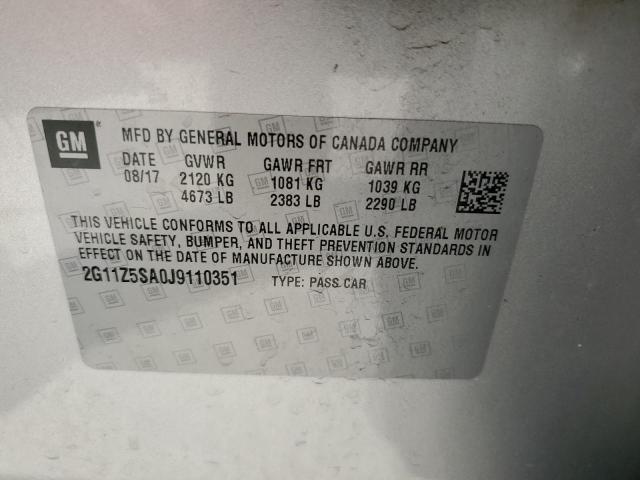 GM
MFD BY GENERAL MOTORS OF CANADA COMPANY
DATE GVWR GAWR FRT GAWR RR
08/17 2120 KG 1081 KG 1039 KG
4673 LB 2383 LB 2290 LB
THIS VEHICLE CONFORMS TO ALL APPLICABLE U.S. FEDERAL MOTOR
VEHICLE SAFETY, BUMPER, AND THEFT PREVENTION STANDARDS IN
EFFECT ON THE DATE OF MANUFACTURE SHOWN ABOVE.
2G11Z5SA0J9110351 TYPE: PASS CAR